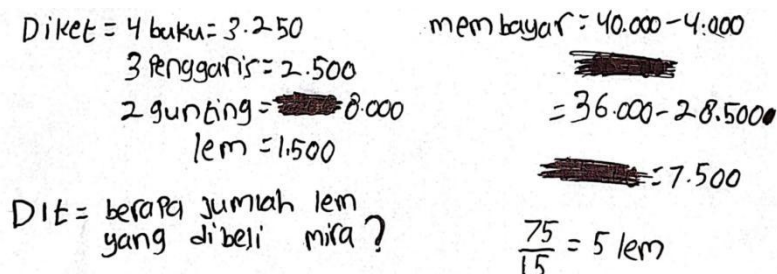 Diket = 4 buku = 3.250
3 Penggaris = 2.500
2 gunting = 8.000
lem = 1.500
Dit = berapa jumlah lem
yang dibeli mira?
membayar = 40.000 - 4.000
= 36.000 - 28.500
= 7.500
75/15 = 5 lem